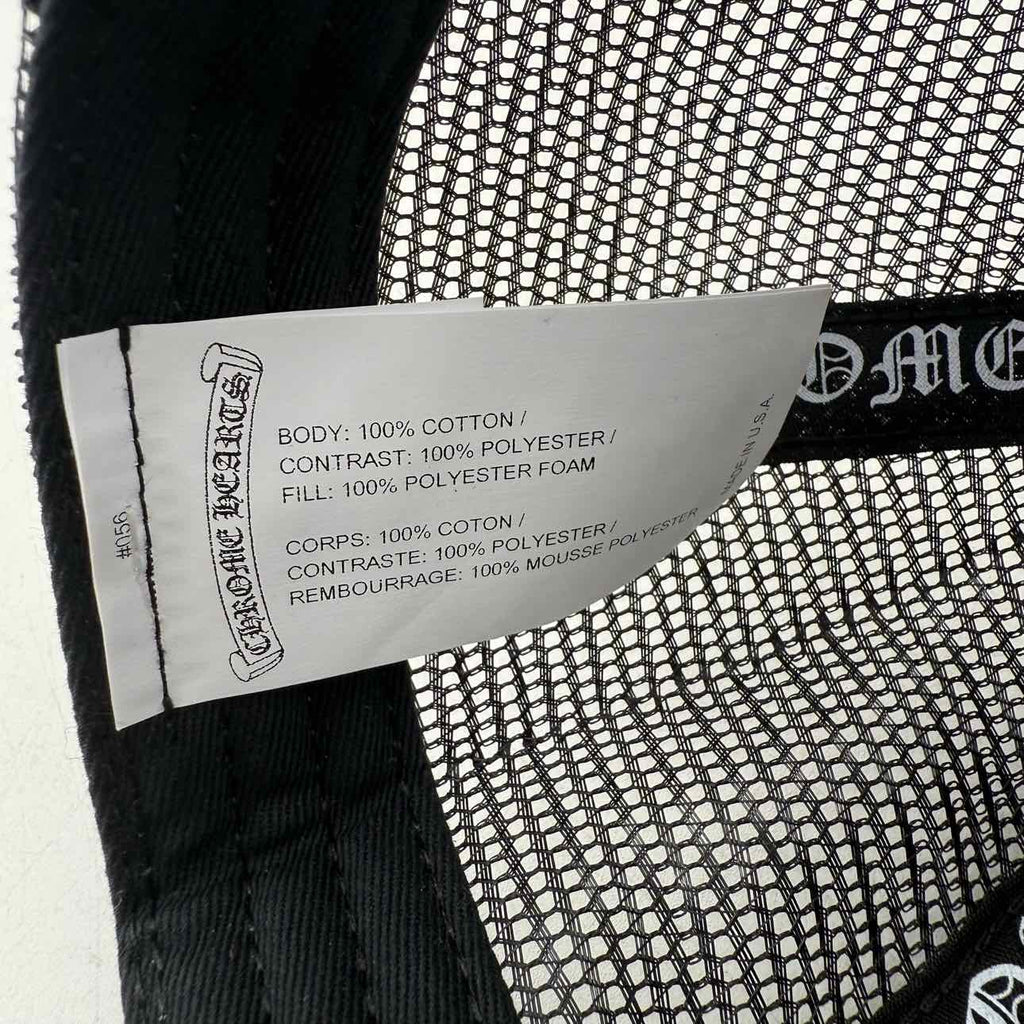 CHROME HEARTS
BODY: 100% COTTON /
CONTRAST: 100% POLYESTER /
FILL: 100% POLYESTER FOAM
CORPS: 100% COTON /
CONTRASTE: 100% POLYESTER /
REMBOURRAGE: 100% MOUSSE POLYESTER
MADE IN U.S.A.
#056,
OME